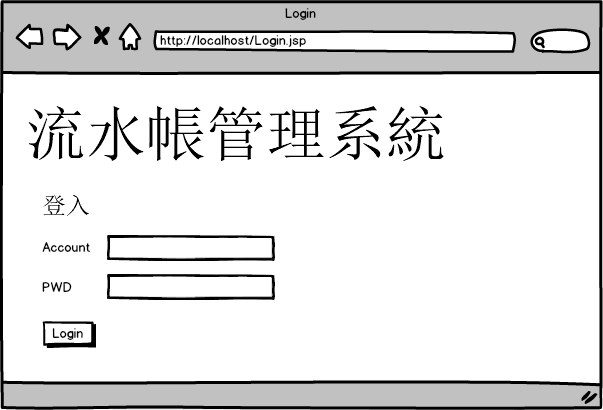 Login
http://localhost/Login.jsp
流水帳管理系統
登入
Account
PWD
Login